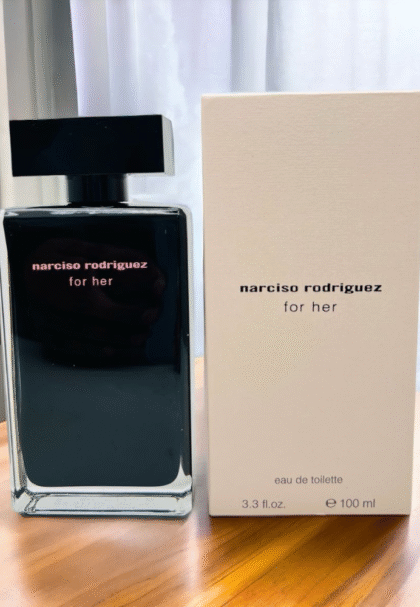 narciso rodriguez
for her
narciso rodriguez
for her
eau de toilette
3.3 fl.oz. ℮ 100 ml